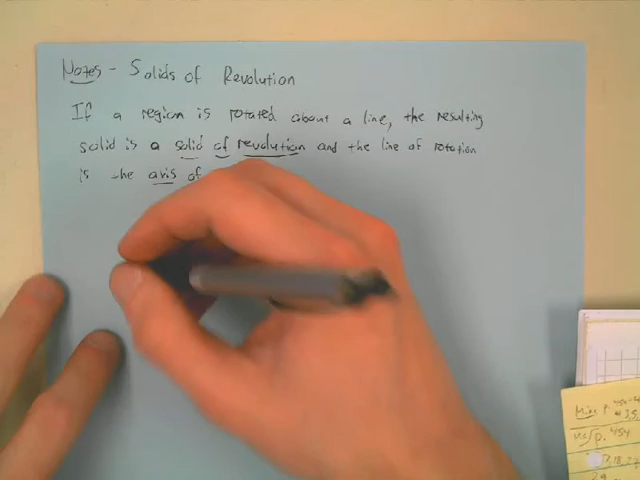 Notes - Solids of Revolution
If a region is rotated about a line, the resulting
solid is a solid of revolution and the line of rotation
is the axis of
p. 454